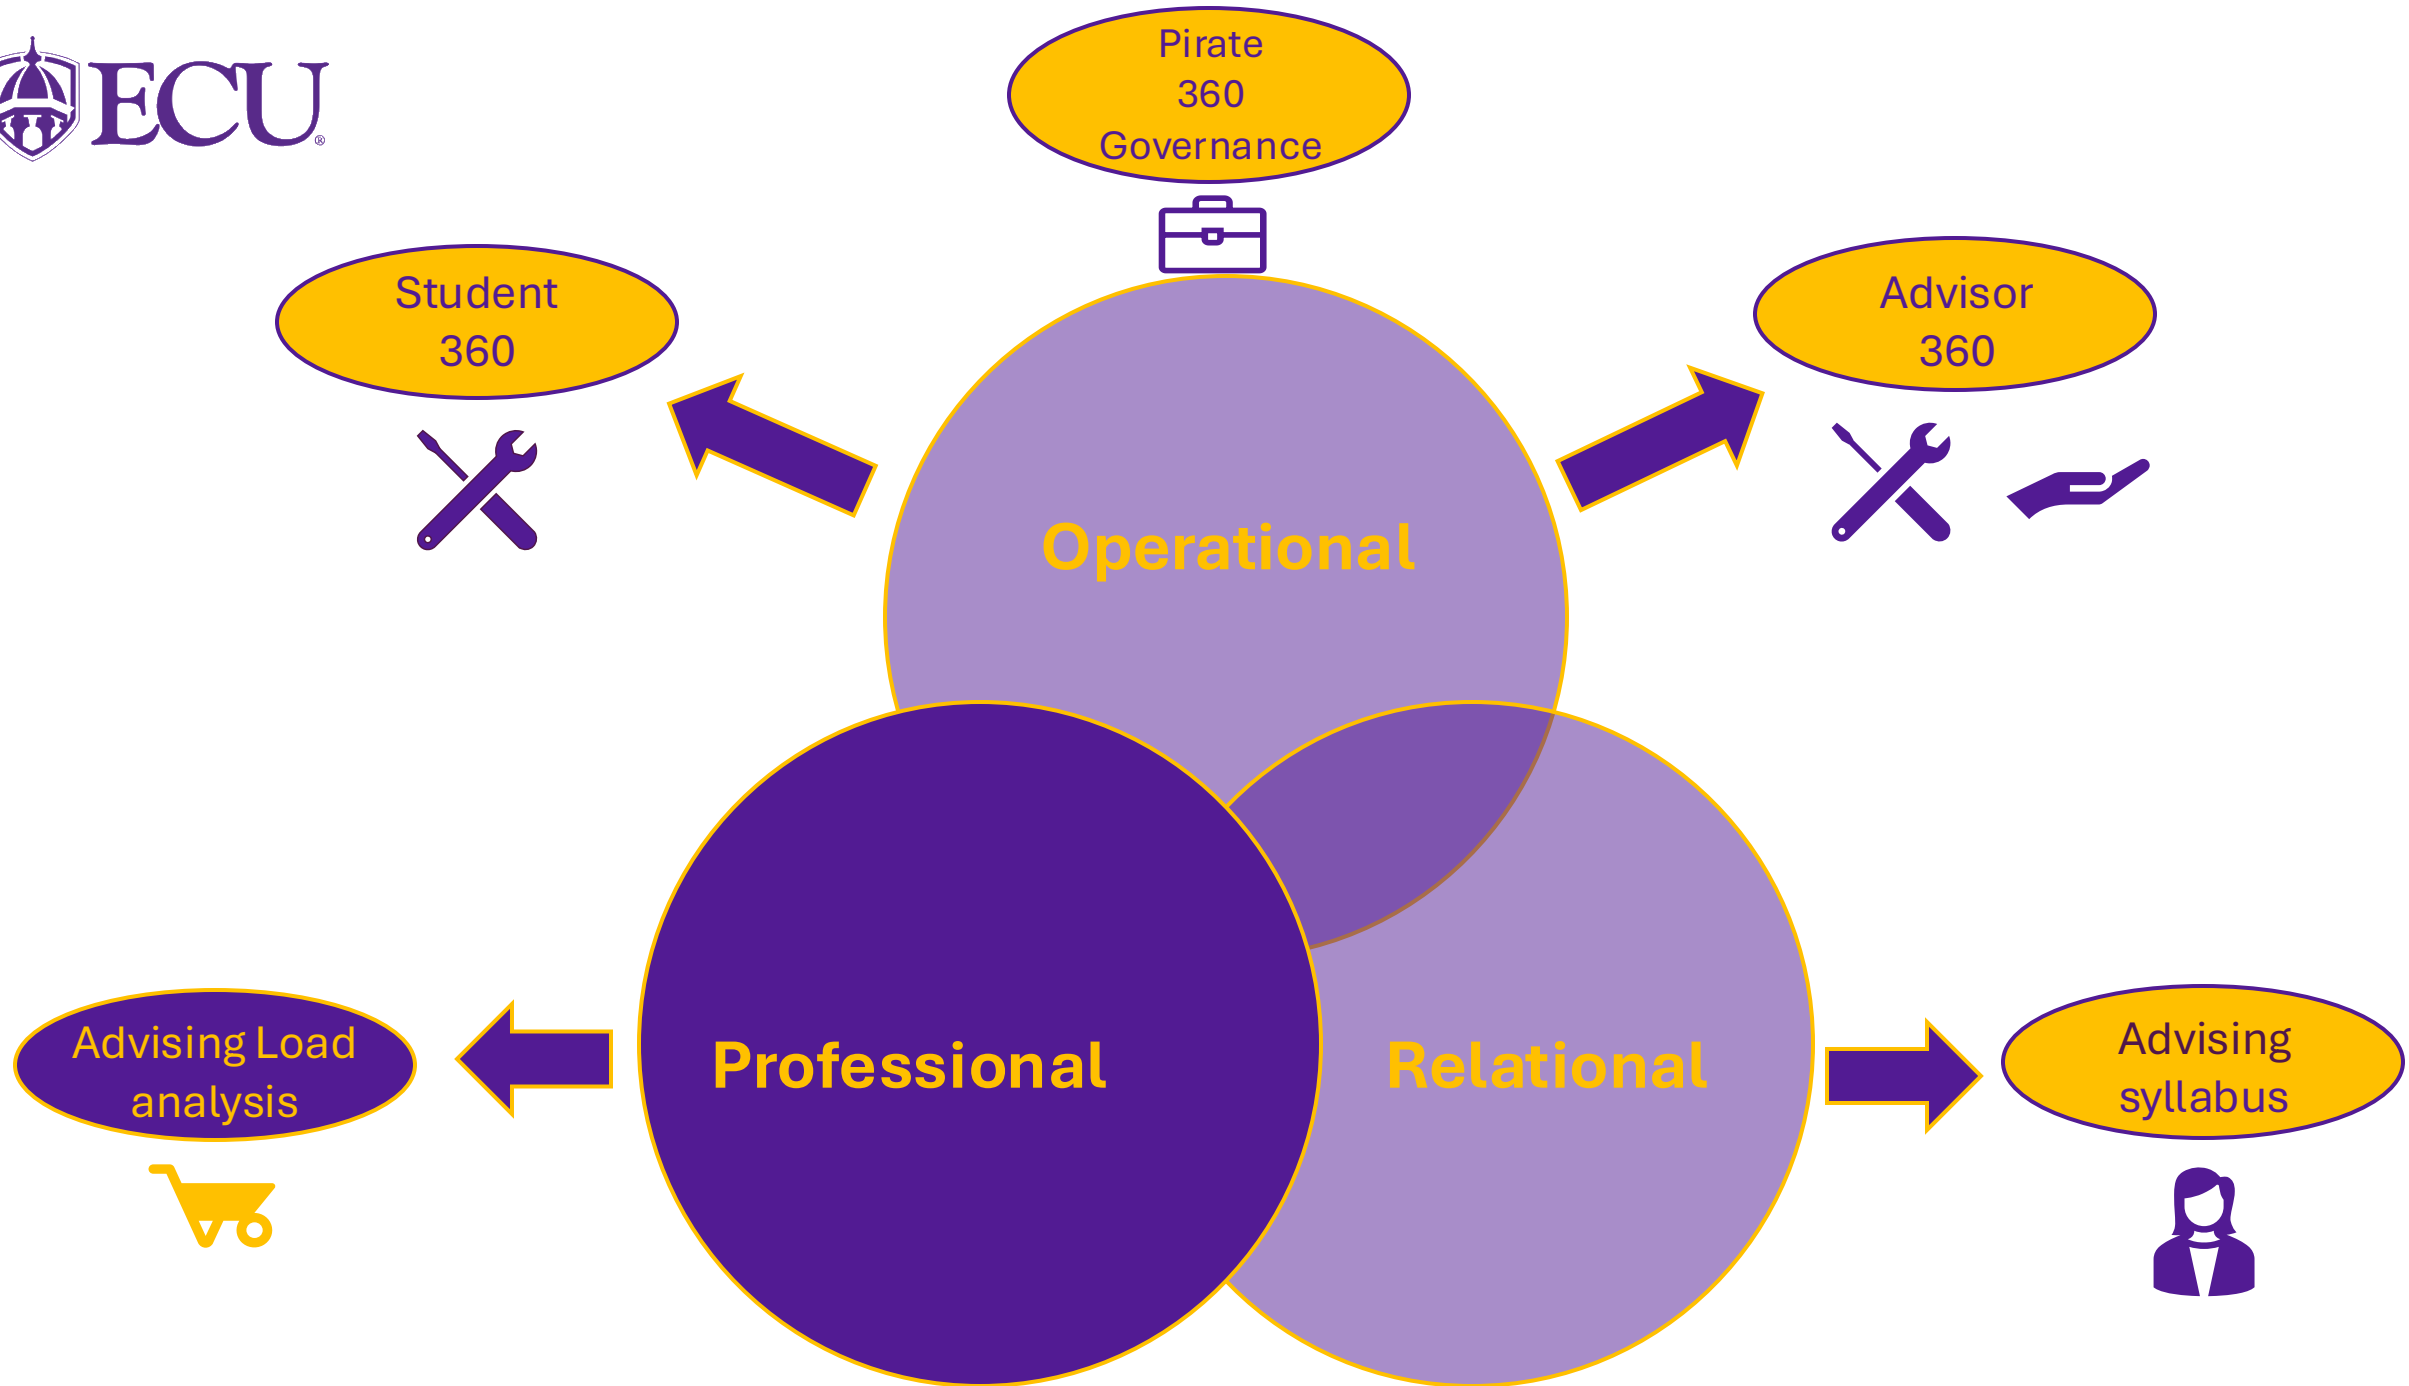 ECU®
Pirate
360
Governance
Student
360
Advisor
360
Operational
Professional
Relational
Advising Load
analysis
Advising
syllabus